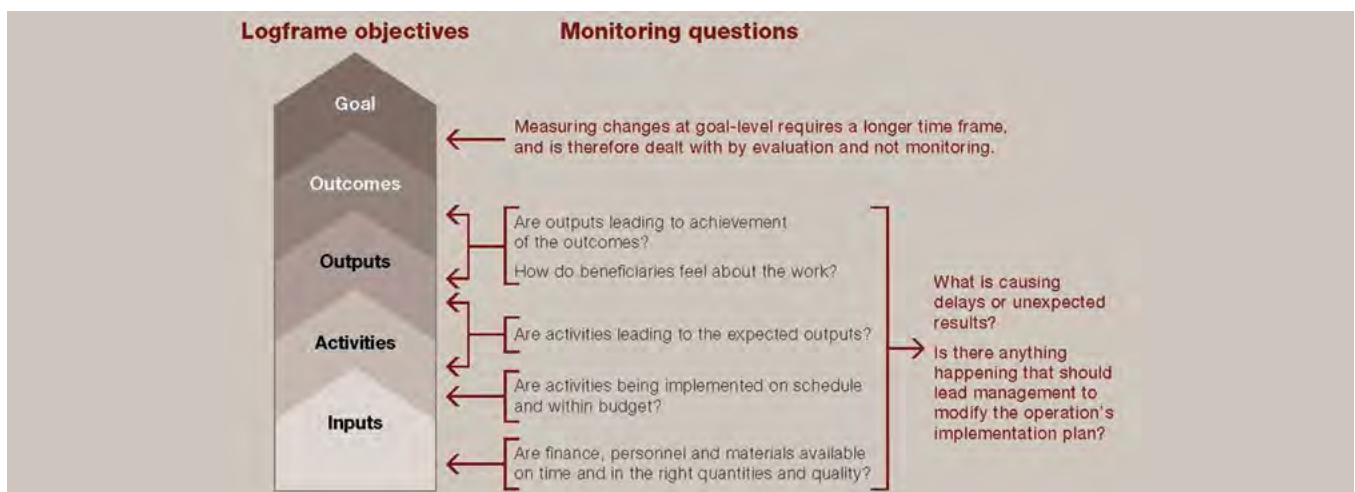 Logframe objectives
Monitoring questions
Goal
Measuring changes at goal-level requires a longer time frame,
and is therefore dealt with by evaluation and not monitoring.
Outcomes
Are outputs leading to achievement
of the outcomes?
How do beneficiaries feel about the work?
Outputs
Are activities leading to the expected outputs?
Activities
Are activities being implemented on schedule
and within budget?
Inputs
Are finance, personnel and materials available
on time and in the right quantities and quality?
What is causing
delays or unexpected
results?
Is there anything
happening that should
lead management to
modify the operation's
implementation plan?